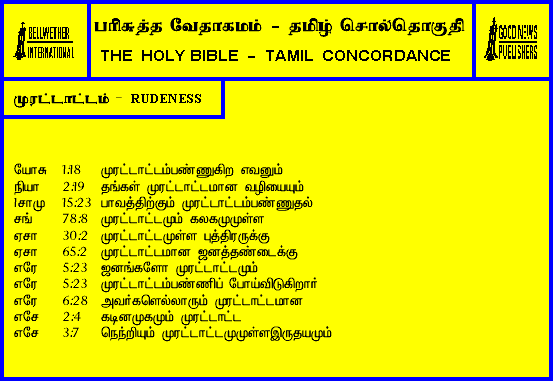 BELLWETHER
INTERNATIONAL
பரிசுத்த வேதாகமம் - தமிழ் சொல்தொகுதி
THE HOLY BIBLE - TAMIL CONCORDANCE
GOOD NEWS
PUBLISHERS
முரட்டாட்டம் - RUDENESS
யோசு 1:18 முரட்டாட்டம்பண்ணுகிற எவனும்
நியா 2:19 தங்கள் முரட்டாட்டமான வழியையும்
1சாமு 15:23 பாவத்திற்கும் முரட்டாட்டம்பண்ணுதல்
சங் 78:8 முரட்டாட்டமும் கலகமுமுள்ள
ஏசா 30:2 முரட்டாட்டமுள்ள புத்திரருக்கு
ஏசா 65:2 முரட்டாட்டமான ஜனத்தண்டைக்கு
எரே 5:23 ஜனங்களோ முரட்டாட்டமும்
எரே 5:23 முரட்டாட்டம்பண்ணிப் போய்விடுகிறார்
எரே 6:28 அவர்களெல்லாரும் முரட்டாட்டமான
எசே 2:4 கடினமுகமும் முரட்டாட்ட
எசே 3:7 நெற்றியும் முரட்டாட்டமுமுள்ளஇருதயமும்